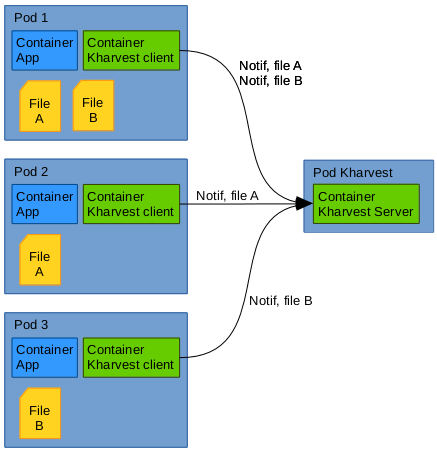 Pod 1
Container
App
Container
Kharvest client
File
A
File
B
Notif, file A
Notif, file B
Pod 2
Container
App
Container
Kharvest client
File
A
Notif, file A
Pod Kharvest
Container
Kharvest Server
Pod 3
Container
App
Container
Kharvest client
File
B
Notif, file B